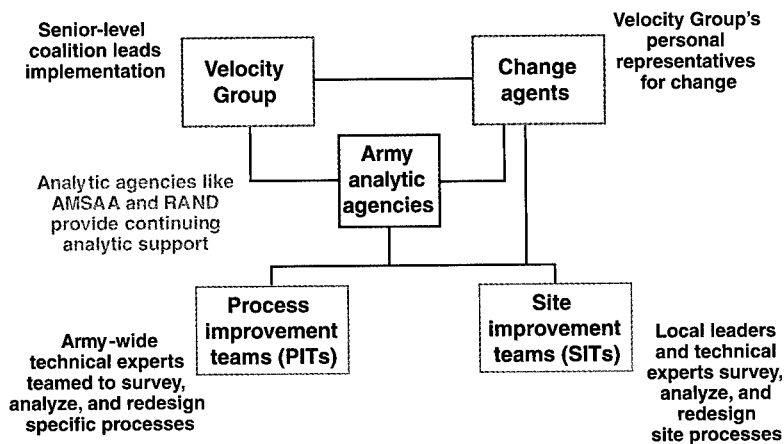 Senior-level
coalition leads
implementation
Velocity
Group
Change
agents
Velocity Group's
personal
representatives
for change
Army
analytic
agencies
Analytic agencies like
AMSAA and RAND
provide continuing
analytic support
Process
improvement
teams (PITs)
Site
improvement
teams (SITs)
Army-wide
technical experts
teamed to survey,
analyze, and redesign
specific processes
Local leaders
and technical
experts survey,
analyze, and
redesign
site processes